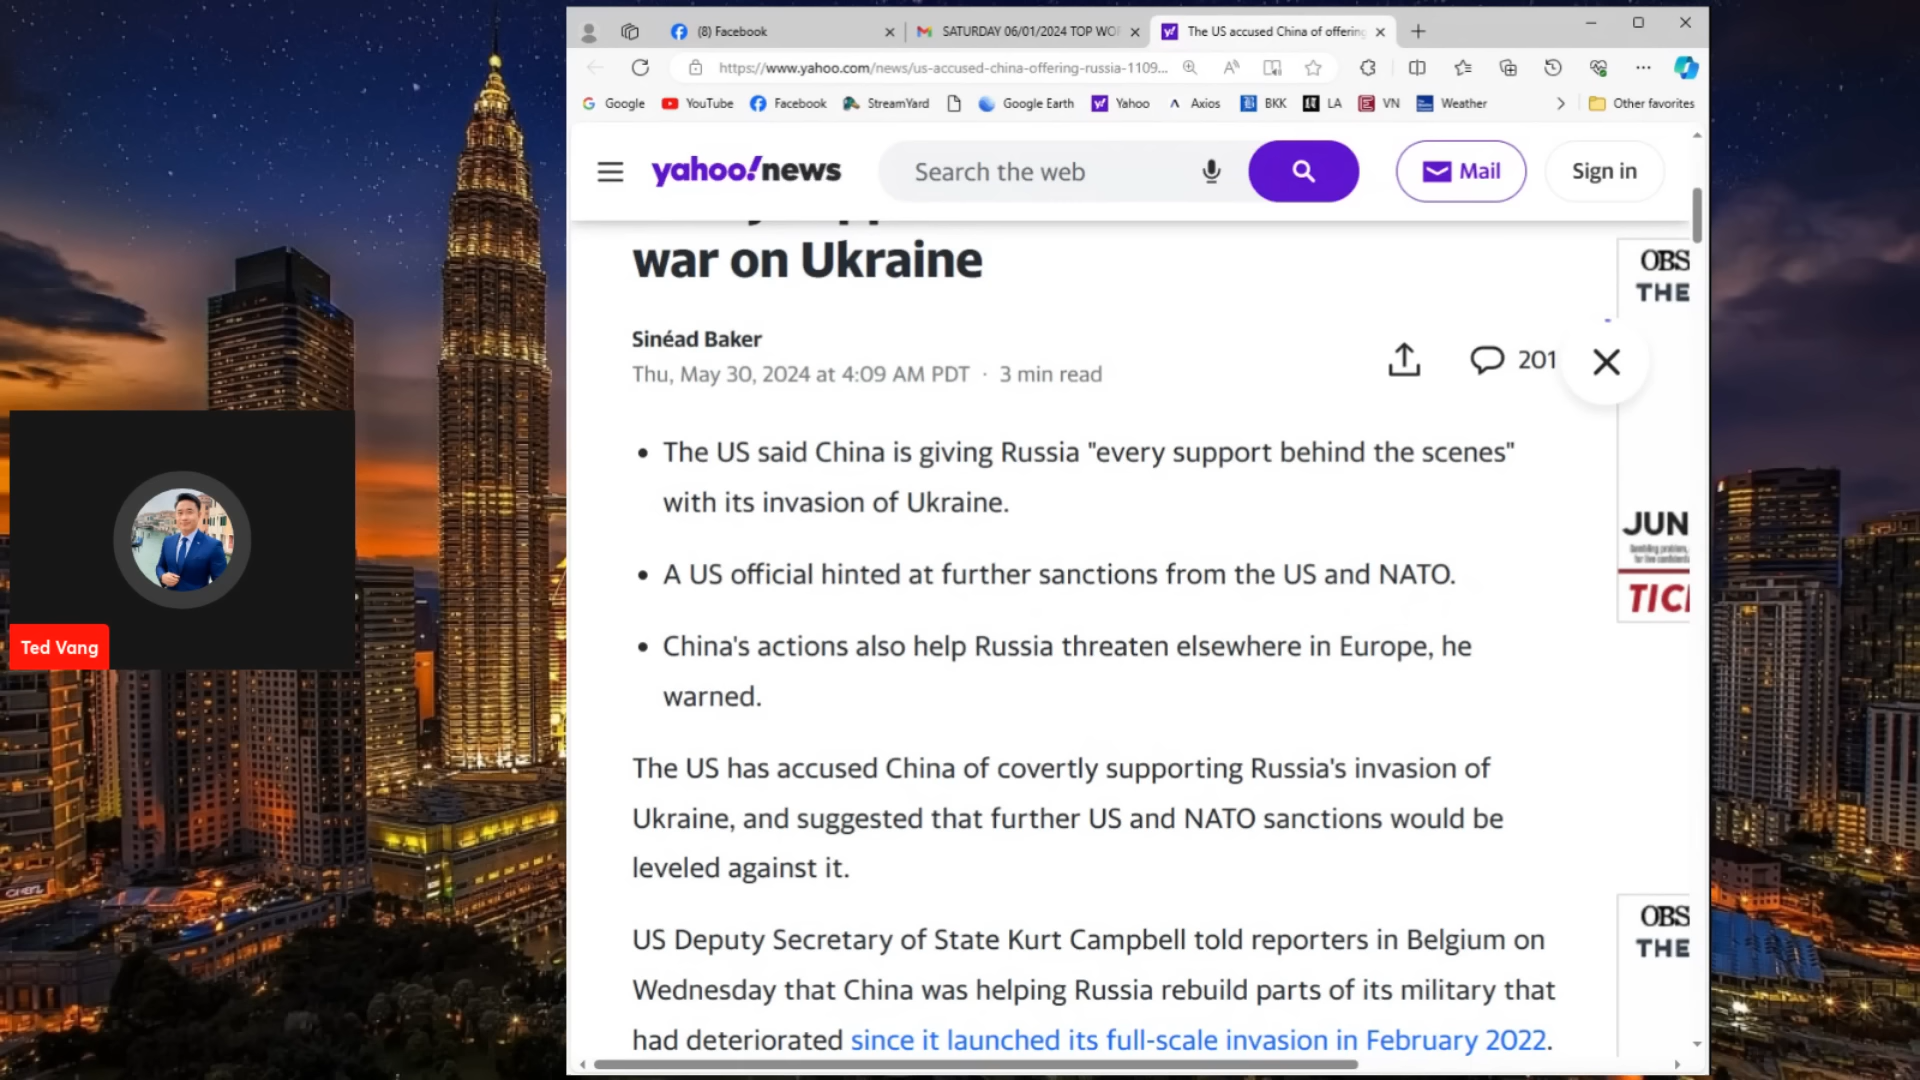 (8) Facebook
SATURDAY 06/01/2024 TOP WO
The US accused China of offering
https://www.yahoo.com/news/us-accused-china-offering-russia-1109...
Google
YouTube
Facebook
StreamYard
Google Earth
Yahoo
Axios
BKK
LA
VN
Weather
Other favorites
yahoo!news
Search the web
Mail
Sign in
war on Ukraine
Sinéad Baker
Thu, May 30, 2024 at 4:09 AM PDT · 3 min read
201
• The US said China is giving Russia "every support behind the scenes"
with its invasion of Ukraine.
• A US official hinted at further sanctions from the US and NATO.
• China's actions also help Russia threaten elsewhere in Europe, he
warned.
The US has accused China of covertly supporting Russia's invasion of
Ukraine, and suggested that further US and NATO sanctions would be
leveled against it.
US Deputy Secretary of State Kurt Campbell told reporters in Belgium on
Wednesday that China was helping Russia rebuild parts of its military that
had deteriorated since it launched its full-scale invasion in February 2022.
OBS
THE
JUN
TIC
OBS
THE
Ted Vang